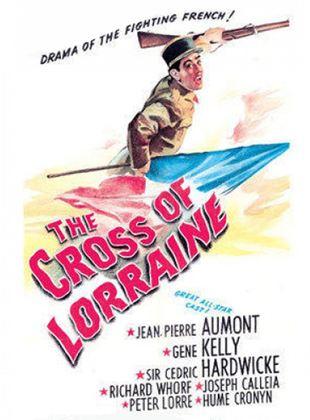 DRAMA OF THE FIGHTING FRENCH!
THE
CROSS OF
LORRAINE
GREAT ALL-STAR
CAST!
★JEAN-PIERRE AUMONT
★GENE KELLY
★SIR CEDRIC HARDWICKE
★RICHARD WHORF ★JOSEPH CALLEIA
★PETER LORRE ★HUME CRONYN